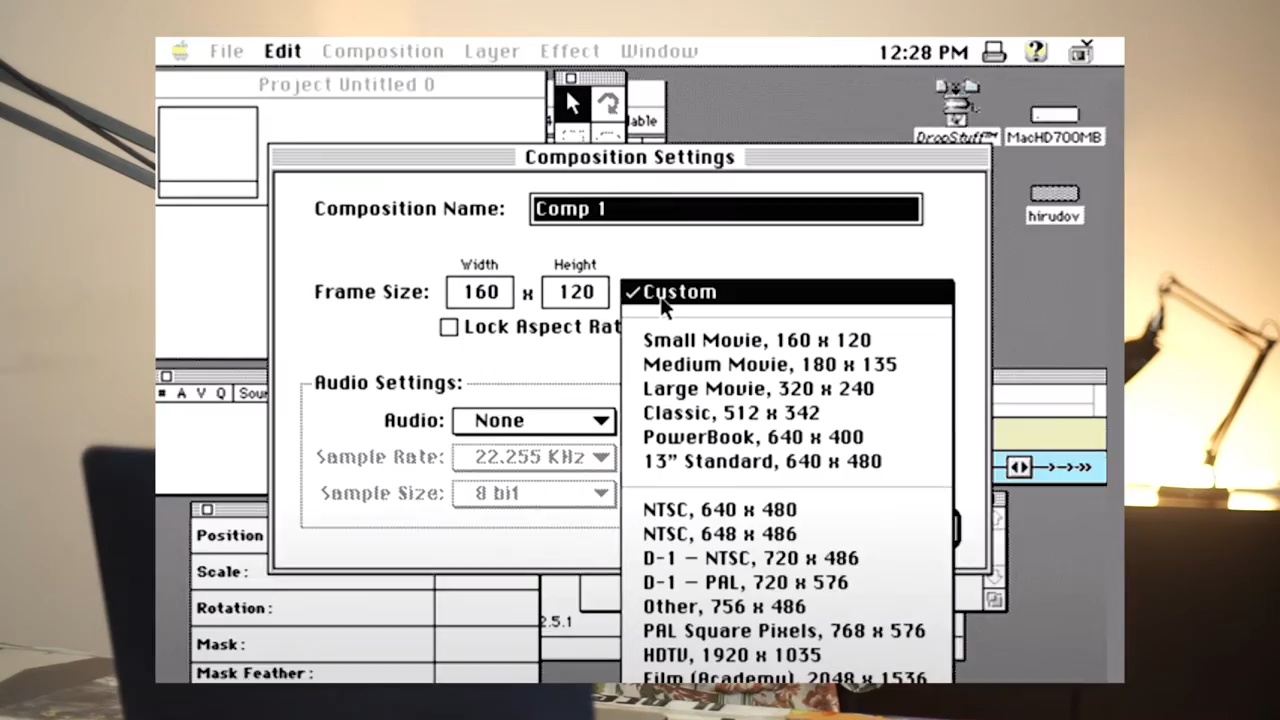 File Edit Composition Layer Effect Window 12:28 PM
Project Untitled 0
DropStuff™ MacHD700MB
hirudov
Composition Settings
Composition Name: Comp 1
Width Height
Frame Size: 160 x 120 Custom
Lock Aspect Rat
Small Movie, 160 x 120
Medium Movie, 180 x 135
Large Movie, 320 x 240
Classic, 512 x 342
PowerBook, 640 x 400
13” Standard, 640 x 480
NTSC, 640 x 480
NTSC, 648 x 486
D-1 – NTSC, 720 x 486
D-1 – PAL, 720 x 576
Other, 756 x 486
PAL Square Pixels, 768 x 576
HDTV, 1920 x 1035
Film (Academy), 2048 x 1536
Audio Settings:
Audio: None
Sample Rate: 22.255 KHz
Sample Size: 8 bit
A V Q Sour
Position
Scale:
Rotation:
Mask:
Mask Feather:
2.5.1